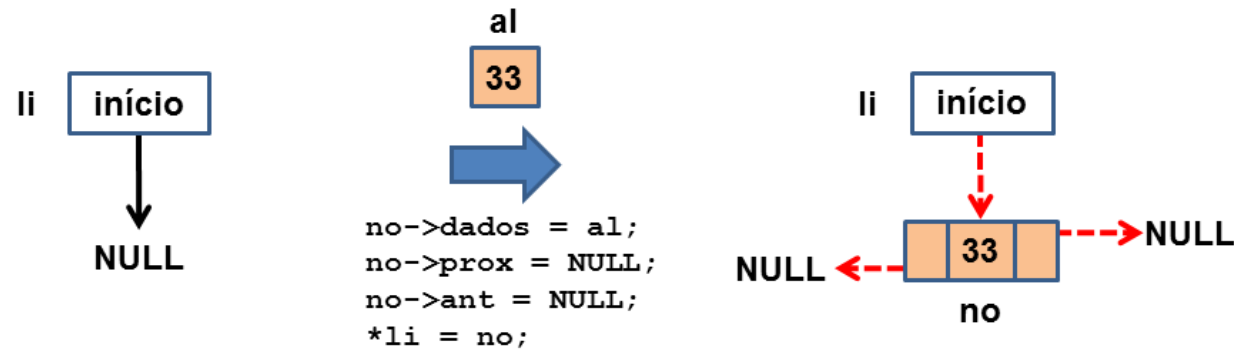 li
início
NULL
al
33
no->dados = al;
no->prox = NULL;
no->ant = NULL;
*li = no;
li
início
NULL
33
NULL
no